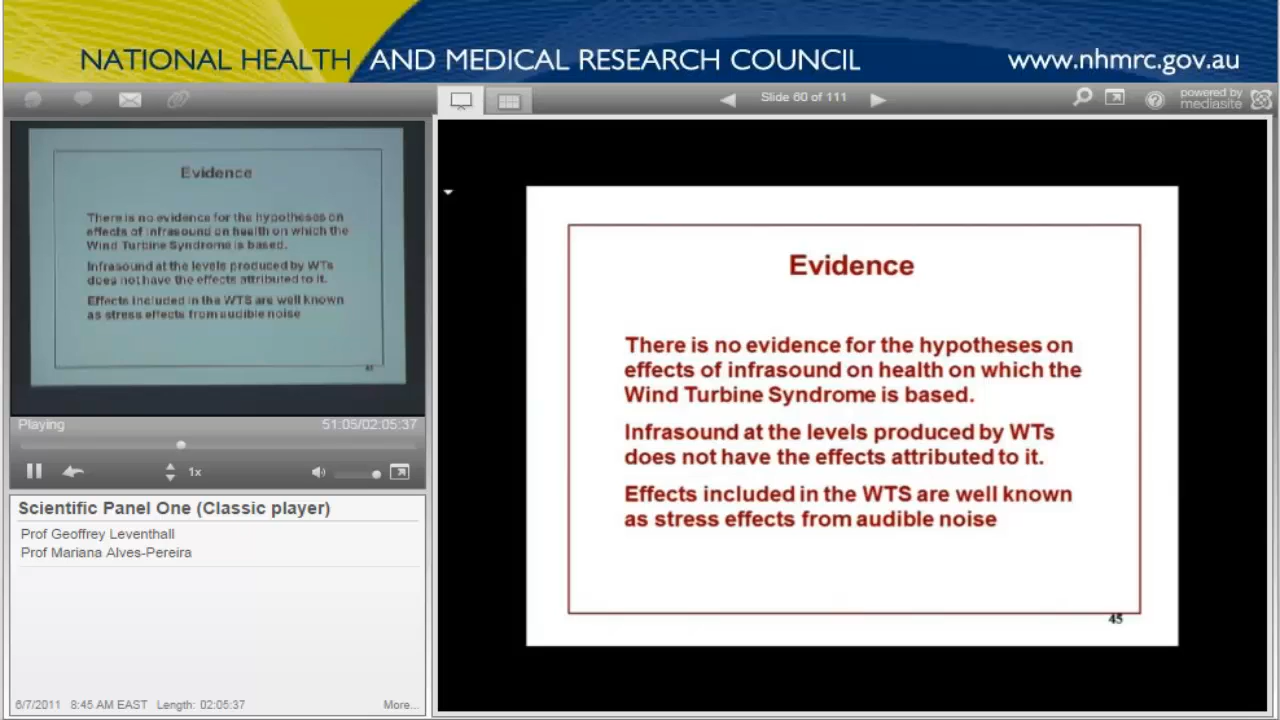 NATIONAL HEALTH AND MEDICAL RESEARCH COUNCIL
www.nhmrc.gov.au
Slide 60 of 111
powered by
mediasite
Evidence
There is no evidence for the hypotheses on
effects of infrasound on health on which the
Wind Turbine Syndrome is based.
Infrasound at the levels produced by WTs
does not have the effects attributed to it.
Effects included in the WTS are well known
as stress effects from audible noise
45
Playing
51:05/02:05:37
1x
Scientific Panel One (Classic player)
Prof Geoffrey Leventhall
Prof Mariana Alves-Pereira
6/7/2011 8:45 AM EAST Length: 02:05:37
More...
Evidence
There is no evidence for the hypotheses on
effects of infrasound on health on which the
Wind Turbine Syndrome is based.
Infrasound at the levels produced by WTs
does not have the effects attributed to it.
Effects included in the WTS are well known
as stress effects from audible noise
45